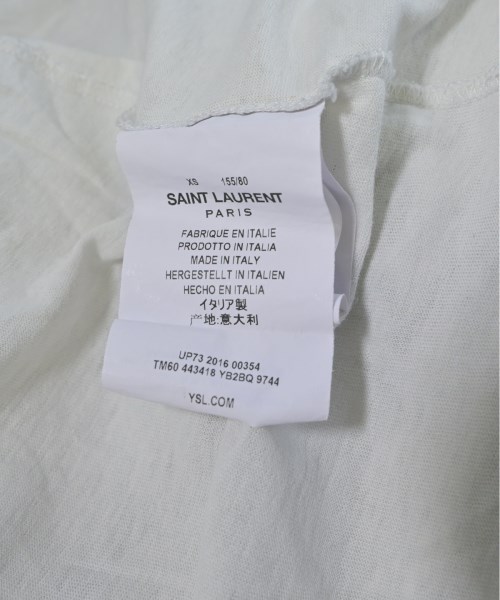 XS 155/80
SAINT LAURENT
PARIS
FABRIQUE EN ITALIE
PRODOTTO IN ITALIA
MADE IN ITALY
HERGESTELLT IN ITALIEN
HECHO EN ITALIA
イタリア製
地:意大利
UP73 2016 00354
TM60 443418 YB2BQ 9744
YSL.COM